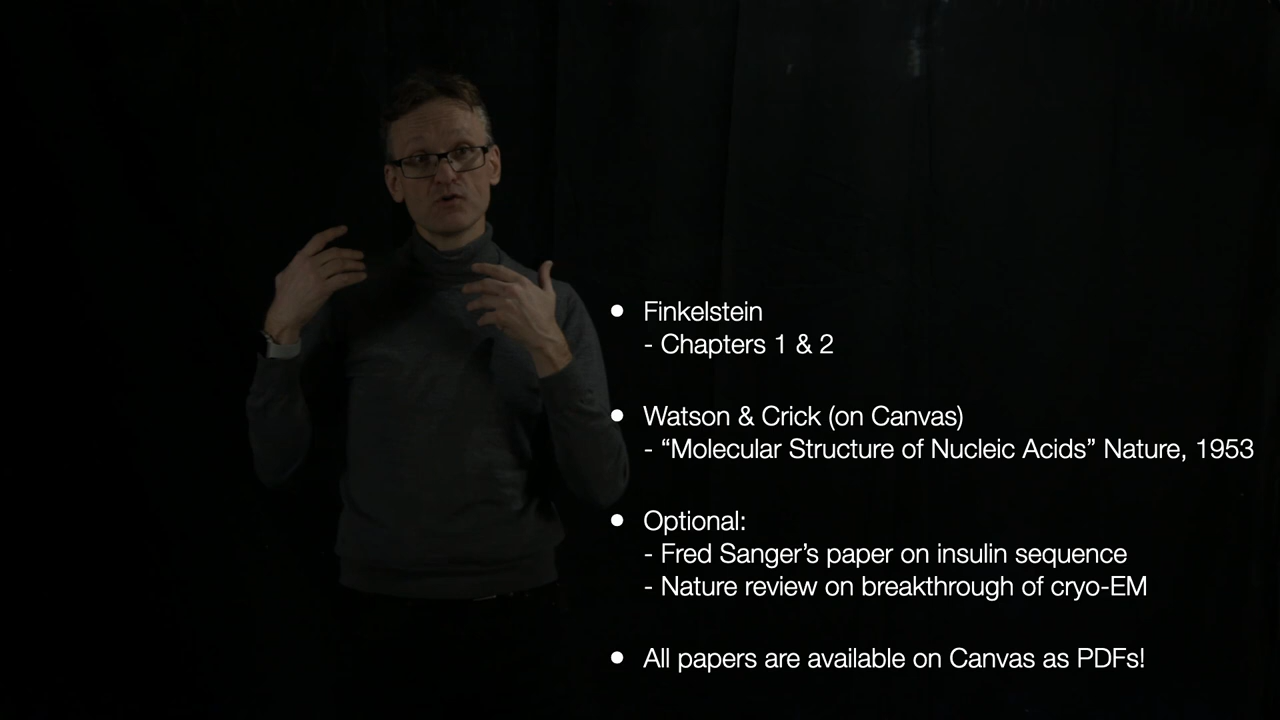 • Finkelstein
- Chapters 1 & 2
• Watson & Crick (on Canvas)
- “Molecular Structure of Nucleic Acids” Nature, 1953
• Optional:
- Fred Sanger’s paper on insulin sequence
- Nature review on breakthrough of cryo-EM
• All papers are available on Canvas as PDFs!